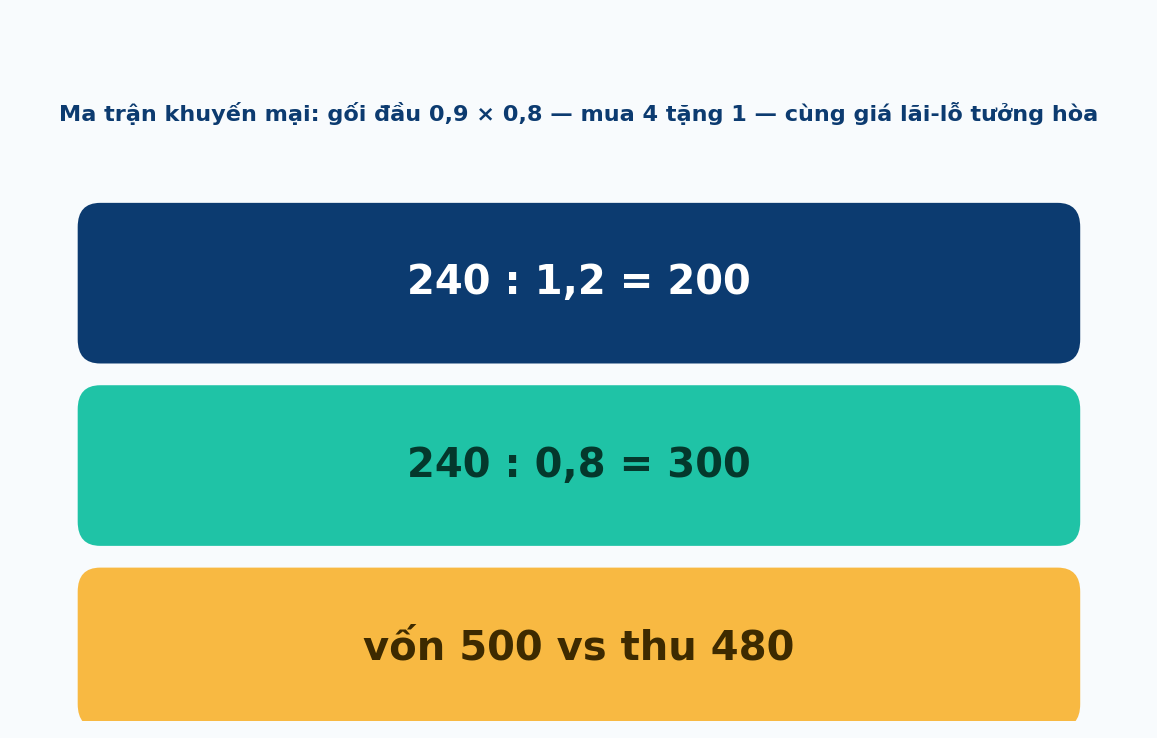 Ma trận khuyến mại: gối đầu 0,9 × 0,8 — mua 4 tặng 1 — cùng giá lãi-lỗ tưởng hòa
240 : 1,2 = 200
240 : 0,8 = 300
vốn 500 vs thu 480